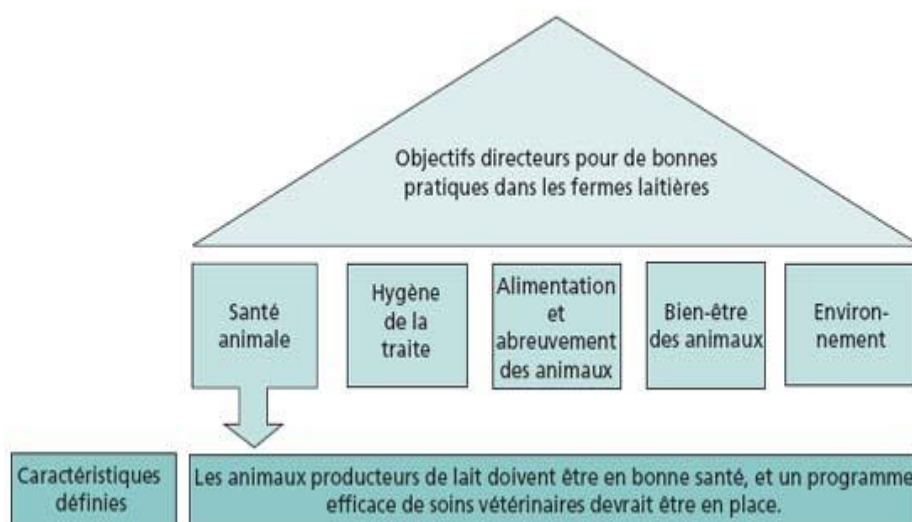 Objectifs directeurs pour de bonnes
pratiques dans les fermes laitières
Santé
animale
Hygène
de la
traite
Alimentation
et
abreuvement
des animaux
Bien-être
des animaux
Environ-
nement
Caractéristiques
définies
Les animaux producteurs de lait doivent être en bonne santé, et un programme
efficace de soins vétérinaires devrait être en place.